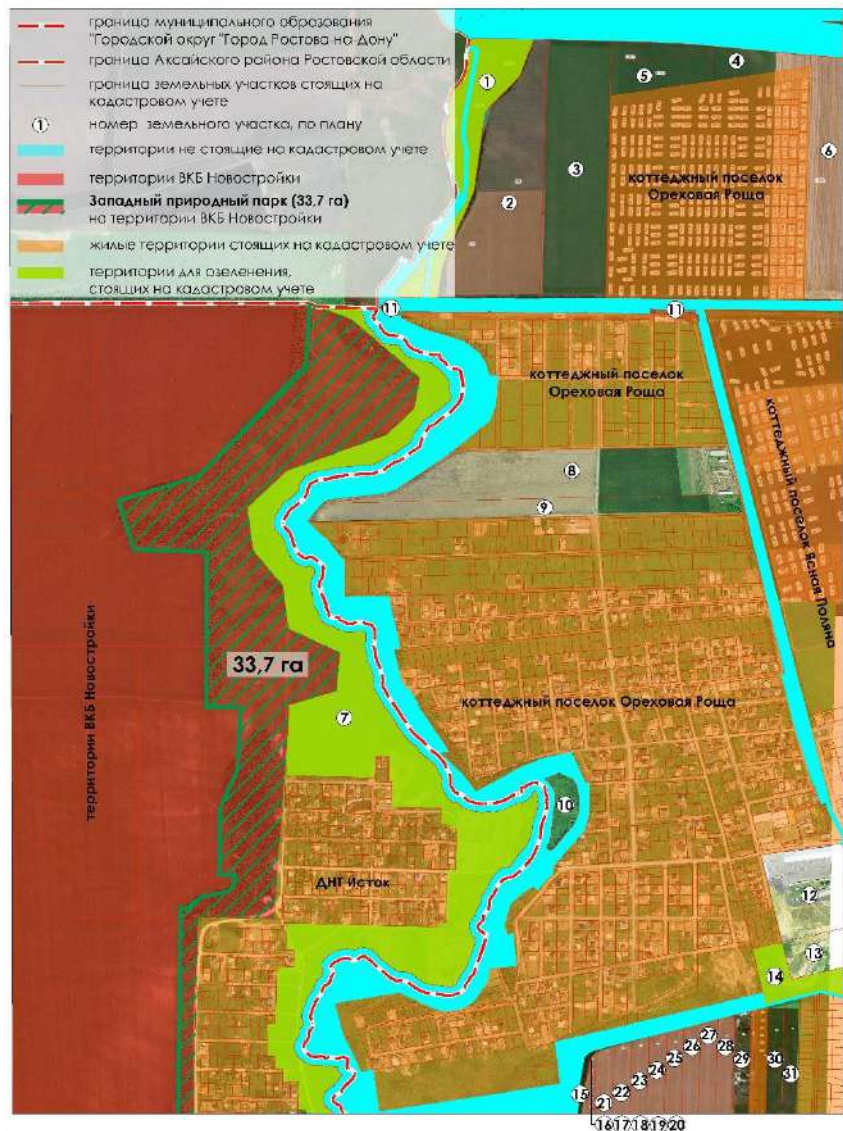 граница муниципального образования
"Городской округ "Город Ростова-на-Дону"
граница Аксайского района Ростовской области
граница земельных участков стоящих на
кадастровом учете
1 номер земельного участка, по плану
территории не стоящие на кадастровом учете
территории ВКБ Новостройки
Западный природный парк (33,7 га)
на территории ВКБ Новостройки
жилые территории стоящих на кадастровом учете
территории для озеленения,
стоящих на кадастровом учете
1
2
3
4
5
6
коттеджный поселок
Ореховая Роща
11
11
коттеджный поселок
Ореховая Роща
коттеджный поселок Ясная Поляна
8
9
территории ВКБ Новостройки
33,7 га
7
коттеджный поселок Ореховая Роща
10
ДНТ Исток
12
13
14
15
21
22
23
24
25
26
27
28
29
30
31
16 17 18 19 20